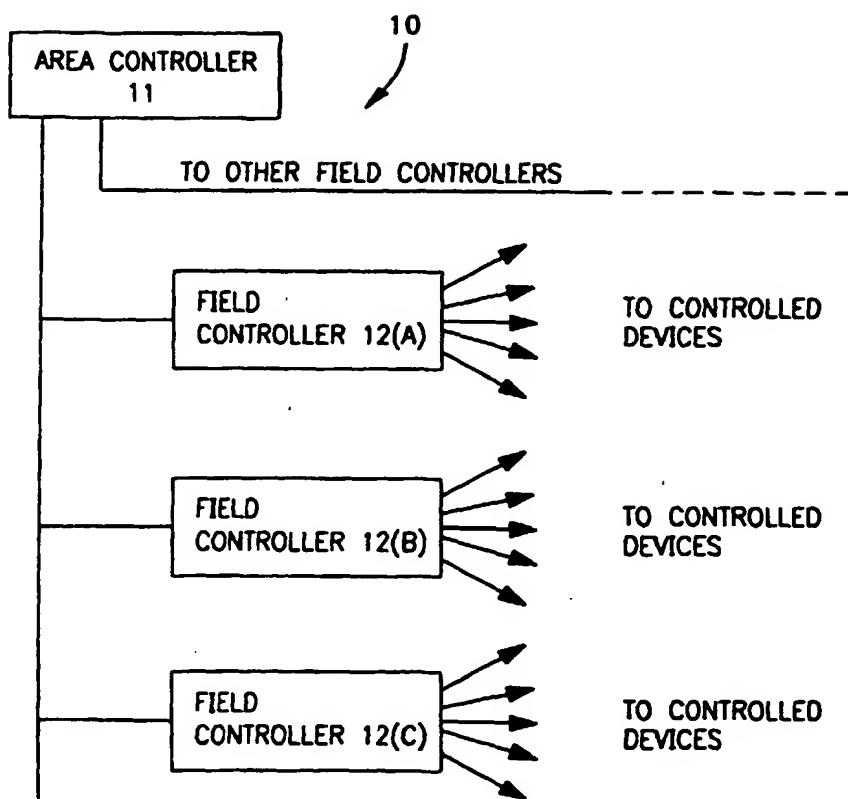 10
AREA CONTROLLER
11
TO OTHER FIELD CONTROLLERS
FIELD
CONTROLLER 12(A)
TO CONTROLLED
DEVICES
FIELD
CONTROLLER 12(B)
TO CONTROLLED
DEVICES
FIELD
CONTROLLER 12(C)
TO CONTROLLED
DEVICES